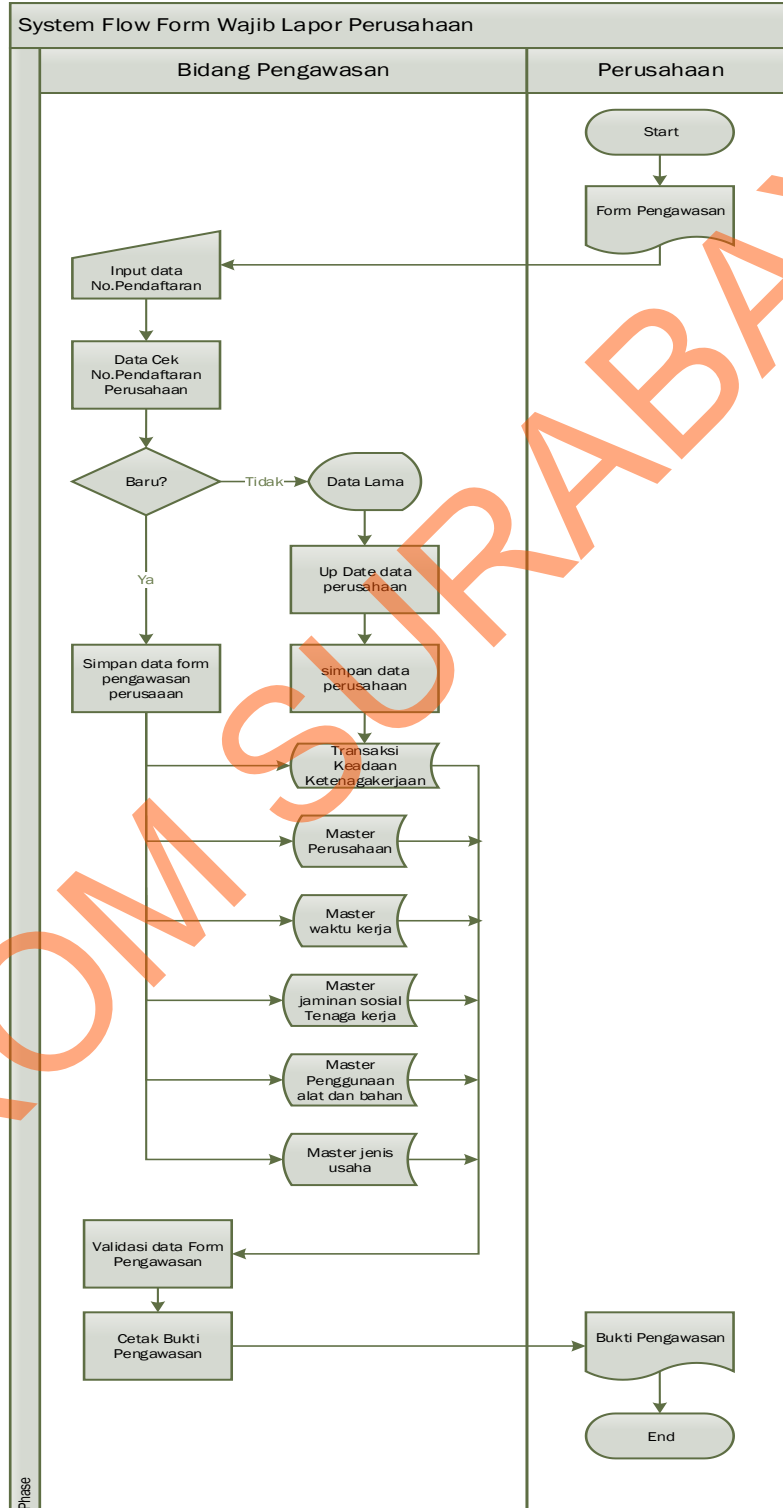 System Flow Form Wajib Lapor Perusahaan
Bidang Pengawasan
Perusahaan
Start
Form Pengawasan
Input data
No.Pendaftaran
Data Cek
No.Pendaftaran
Perusahaan
Baru?
Tidak
Data Lama
Up Date data
perusahaan
Ya
Simpan data form
pengawasan
perusaaan
simpan data
perusahaan
Transaksi
Keadaan
Ketenagakerjaan
Master
Perusahaan
Master
waktu kerja
Master
jaminan sosial
Tenaga kerja
Master
Penggunaan
alat dan bahan
Master jenis
usaha
Validasi data Form
Pengawasan
Cetak Bukti
Pengawasan
Bukti Pengawasan
End
Phase
OM SURABA